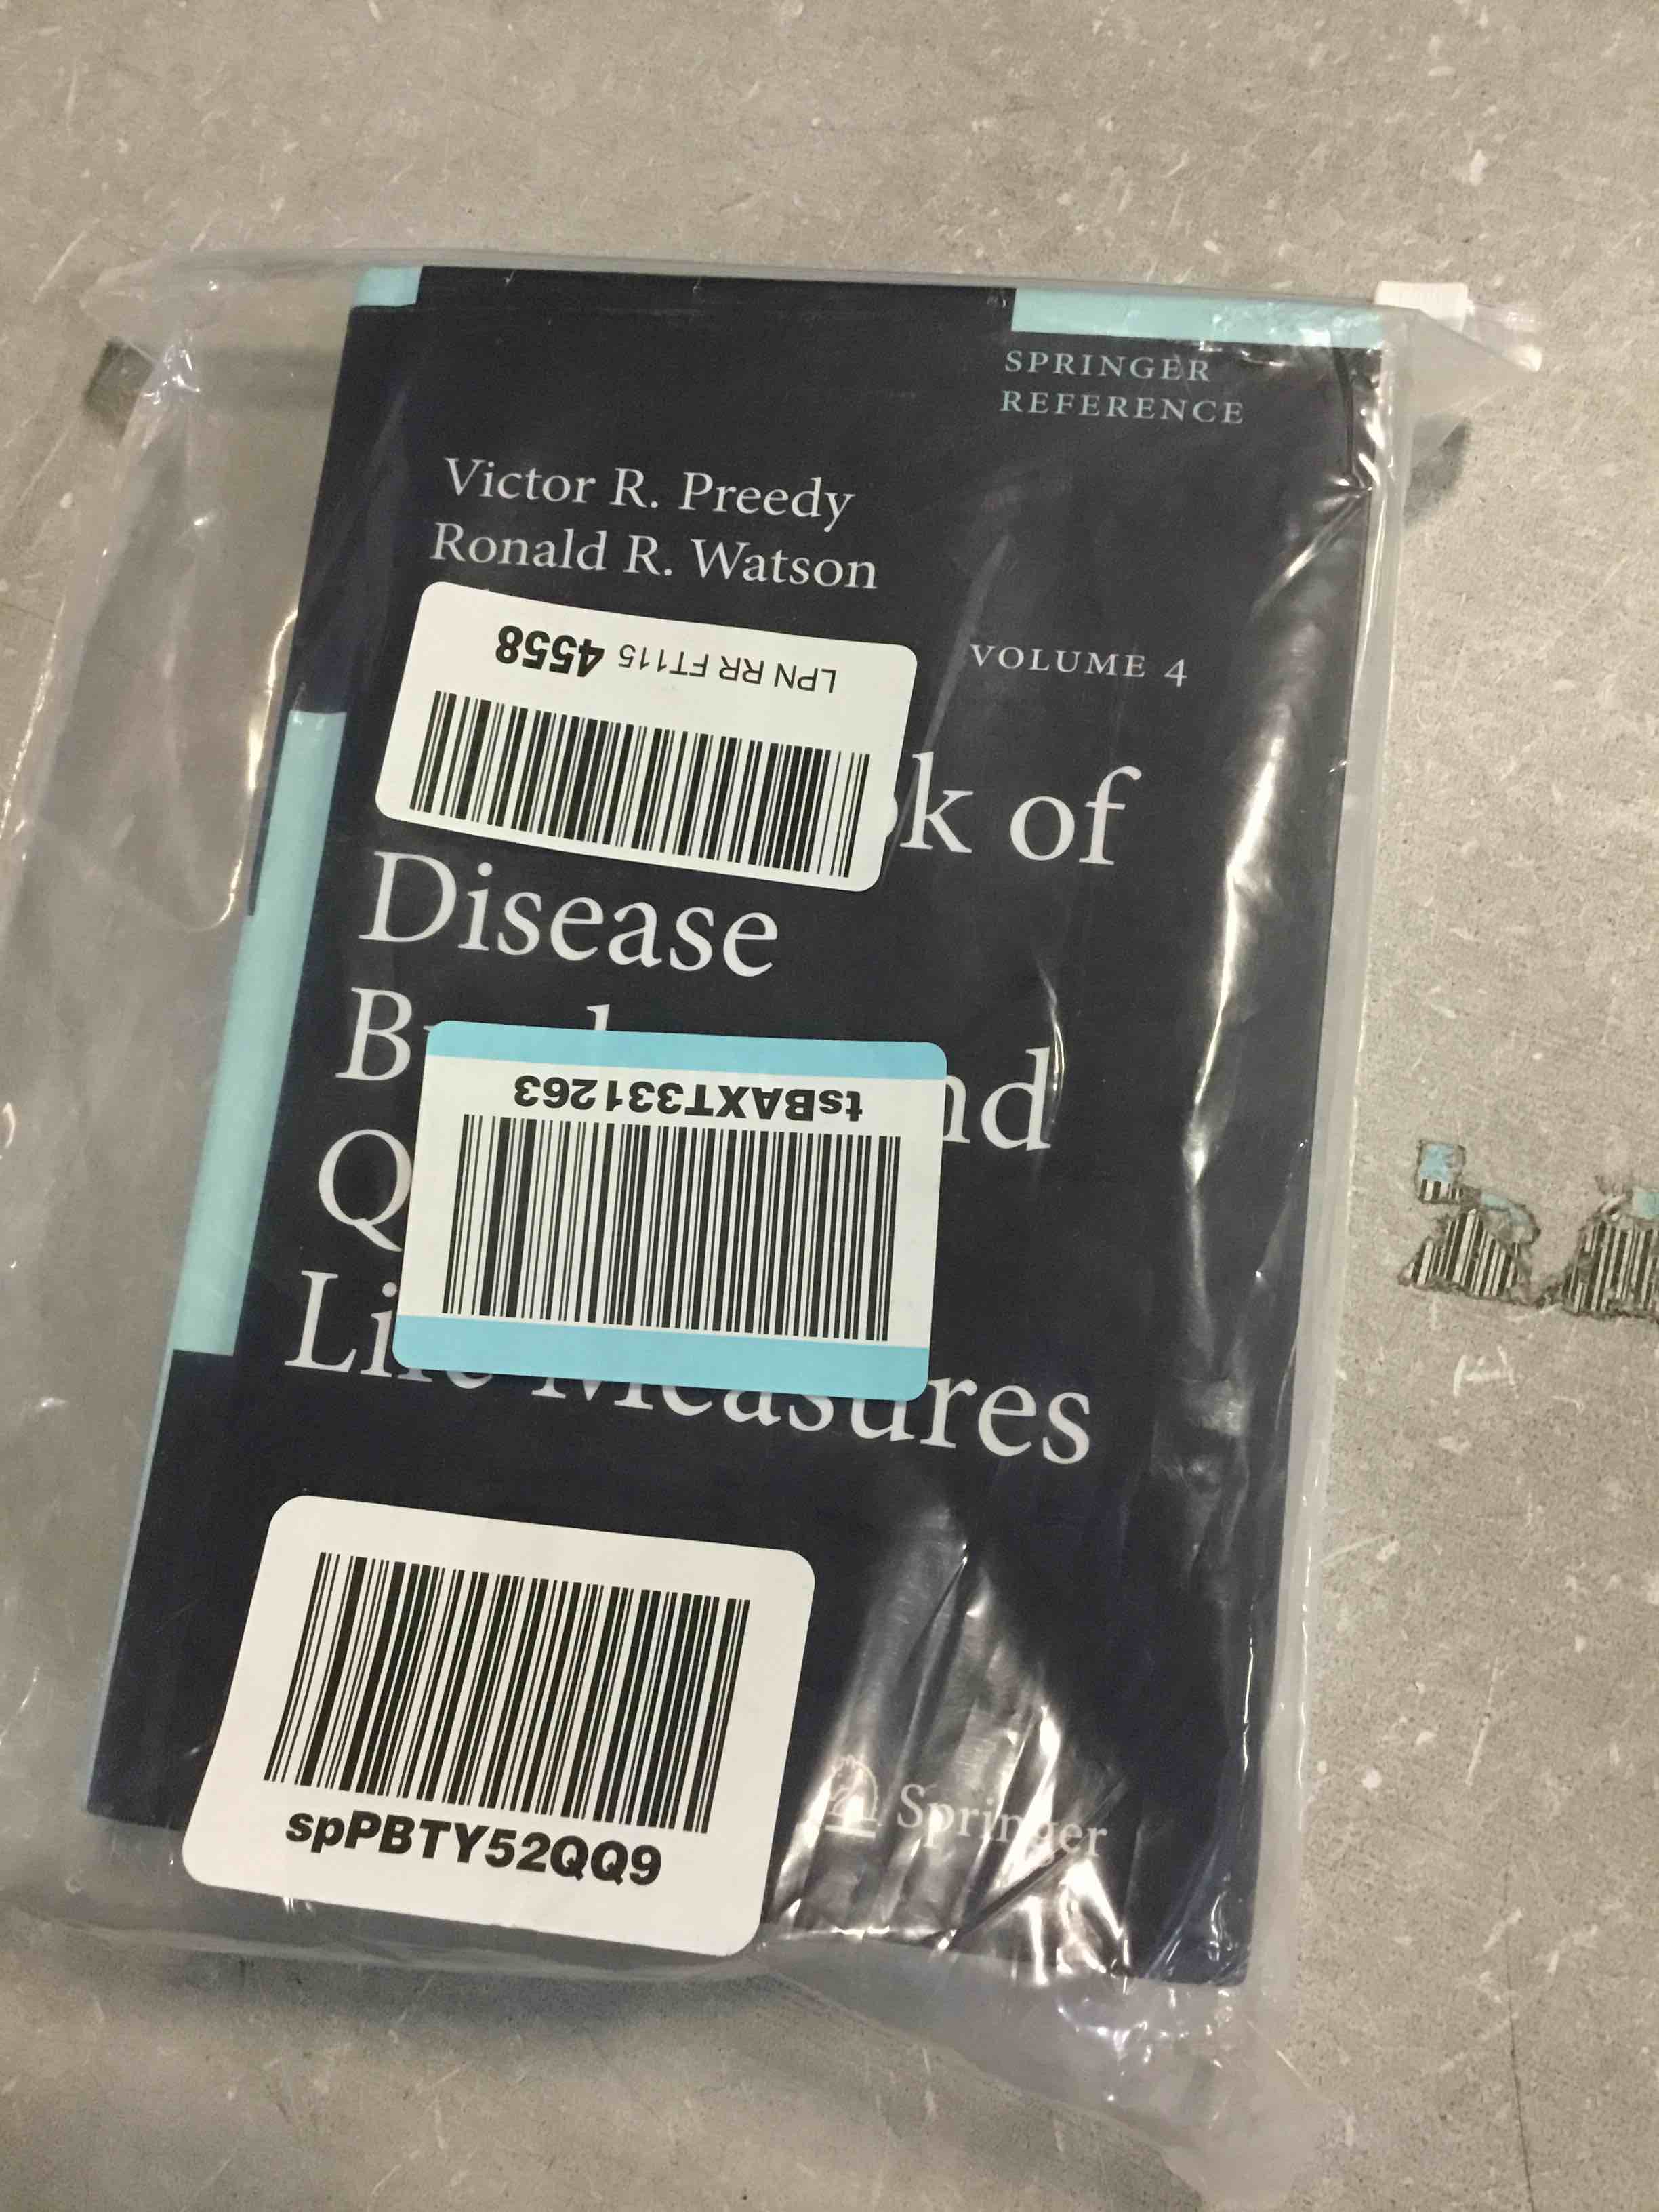 SPRINGER
REFERENCE
Victor R. Preedy
Ronald R. Watson
LPN RR FT115 4558
VOLUME 4
of
Disease
tsBAXT331263
Measures
spPBTY52QQ9
Springer